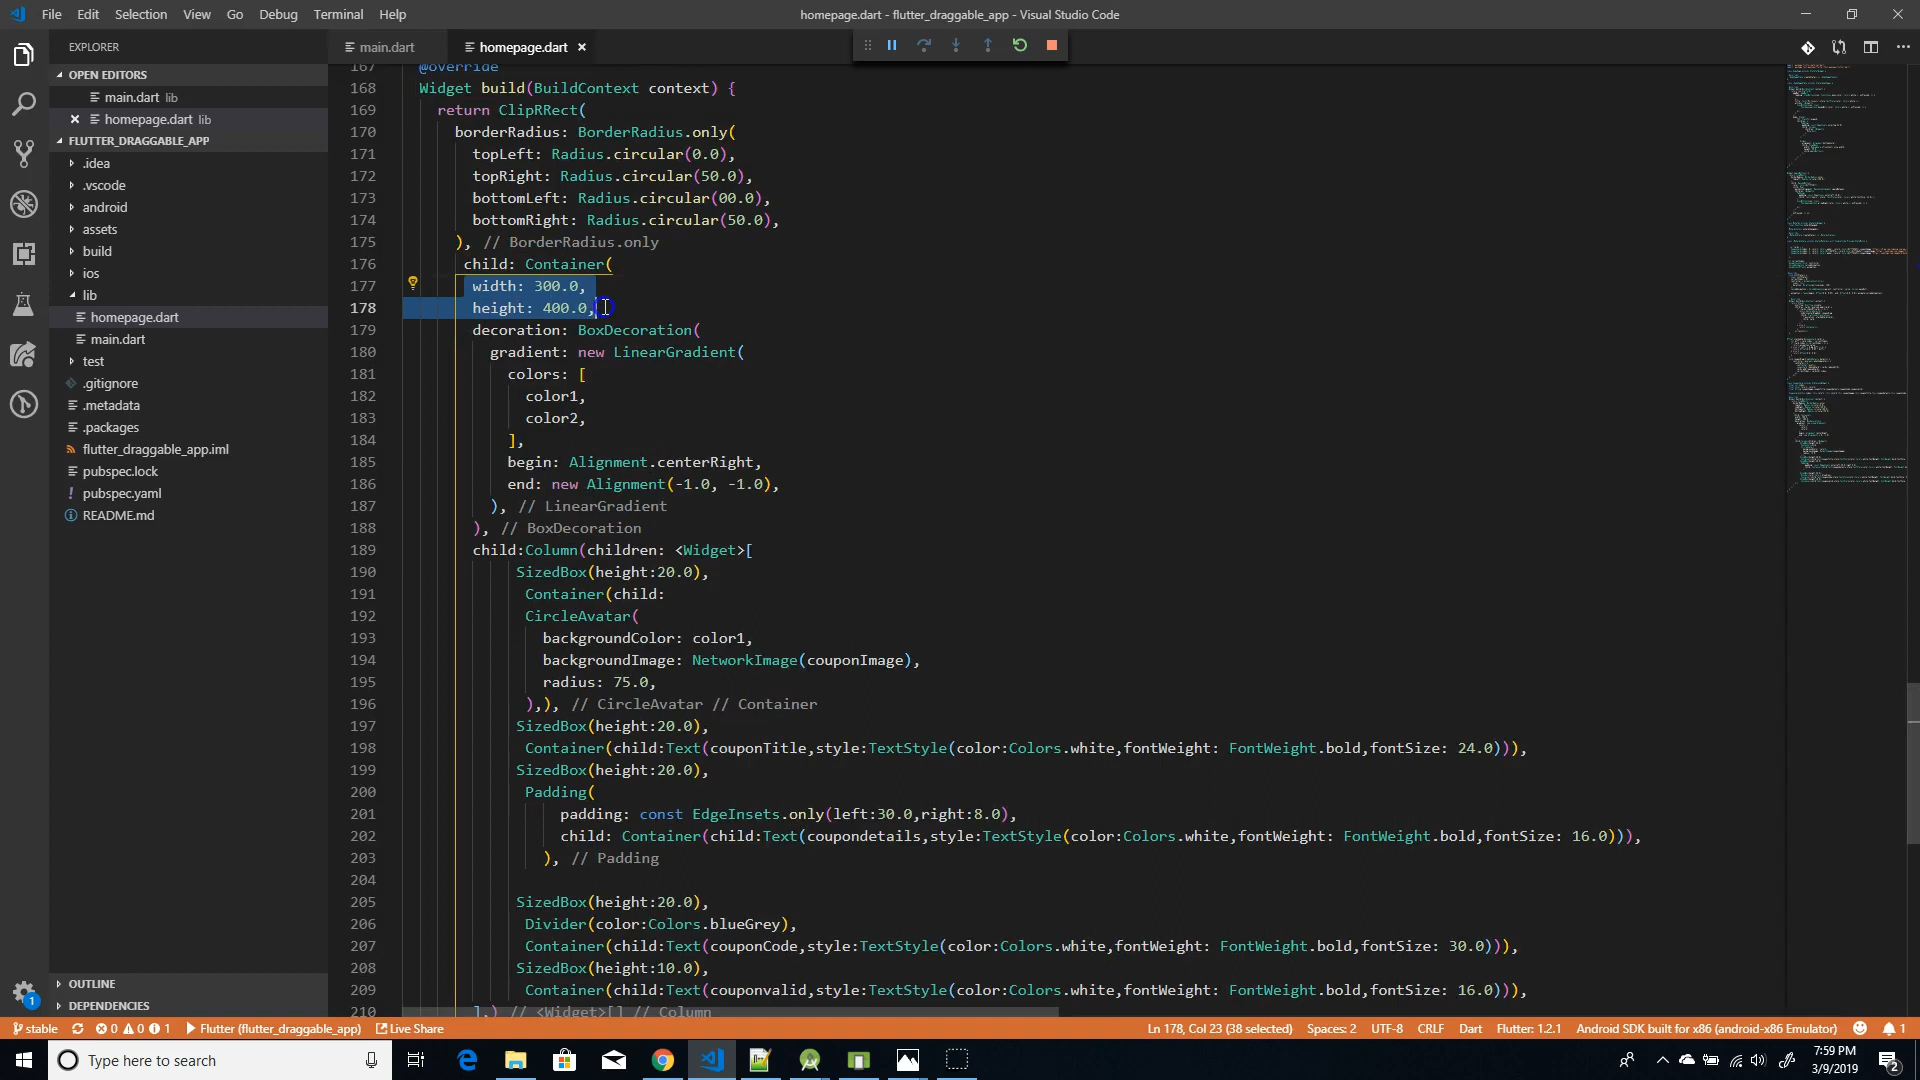 File Edit Selection View Go Debug Terminal Help
homepage.dart - flutter_draggable_app - Visual Studio Code
EXPLORER
OPEN EDITORS
main.dart lib
homepage.dart lib
FLUTTER_DRAGGABLE_APP
.idea
.vscode
android
assets
build
ios
lib
homepage.dart
main.dart
test
.gitignore
.metadata
.packages
flutter_draggable_app.iml
pubspec.lock
! pubspec.yaml
README.md
OUTLINE
DEPENDENCIES
1
main.dart homepage.dart
167 @override
168 Widget build(BuildContext context) {
169 return ClipRRect(
170 borderRadius: BorderRadius.only(
171 topLeft: Radius.circular(0.0),
172 topRight: Radius.circular(50.0),
173 bottomLeft: Radius.circular(00.0),
174 bottomRight: Radius.circular(50.0),
175 ), // BorderRadius.only
176 child: Container(
177 width: 300.0,
178 height: 400.0,
179 decoration: BoxDecoration(
180 gradient: new LinearGradient(
181 colors: [
182 color1,
183 color2,
184 ],
185 begin: Alignment.centerRight,
186 end: new Alignment(-1.0, -1.0),
187 ), // LinearGradient
188 ), // BoxDecoration
189 child:Column(children: <Widget>[
190 SizedBox(height:20.0),
191 Container(child:
192 CircleAvatar(
193 backgroundColor: color1,
194 backgroundImage: NetworkImage(couponImage),
195 radius: 75.0,
196 ),), // CircleAvatar // Container
197 SizedBox(height:20.0),
198 Container(child:Text(couponTitle,style:TextStyle(color:Colors.white,fontWeight: FontWeight.bold,fontSize: 24.0))),
199 SizedBox(height:20.0),
200 Padding(
201 padding: const EdgeInsets.only(left:30.0,right:8.0),
202 child: Container(child:Text(coupondetails,style:TextStyle(color:Colors.white,fontWeight: FontWeight.bold,fontSize: 16.0))),
203 ), // Padding
204
205 SizedBox(height:20.0),
206 Divider(color:Colors.blueGrey),
207 Container(child:Text(couponCode,style:TextStyle(color:Colors.white,fontWeight: FontWeight.bold,fontSize: 30.0))),
208 SizedBox(height:10.0),
209 Container(child:Text(couponvalid,style:TextStyle(color:Colors.white,fontWeight: FontWeight.bold,fontSize: 16.0))),
210 ],) // <Widget>[] // Column
stable 0 0 1 Flutter (flutter_draggable_app) Live Share Ln 178, Col 23 (38 selected) Spaces: 2 UTF-8 CRLF Dart Flutter: 1.2.1 Android SDK built for x86 (android-x86 Emulator) 1
Type here to search
7:59 PM
3/9/2019
2